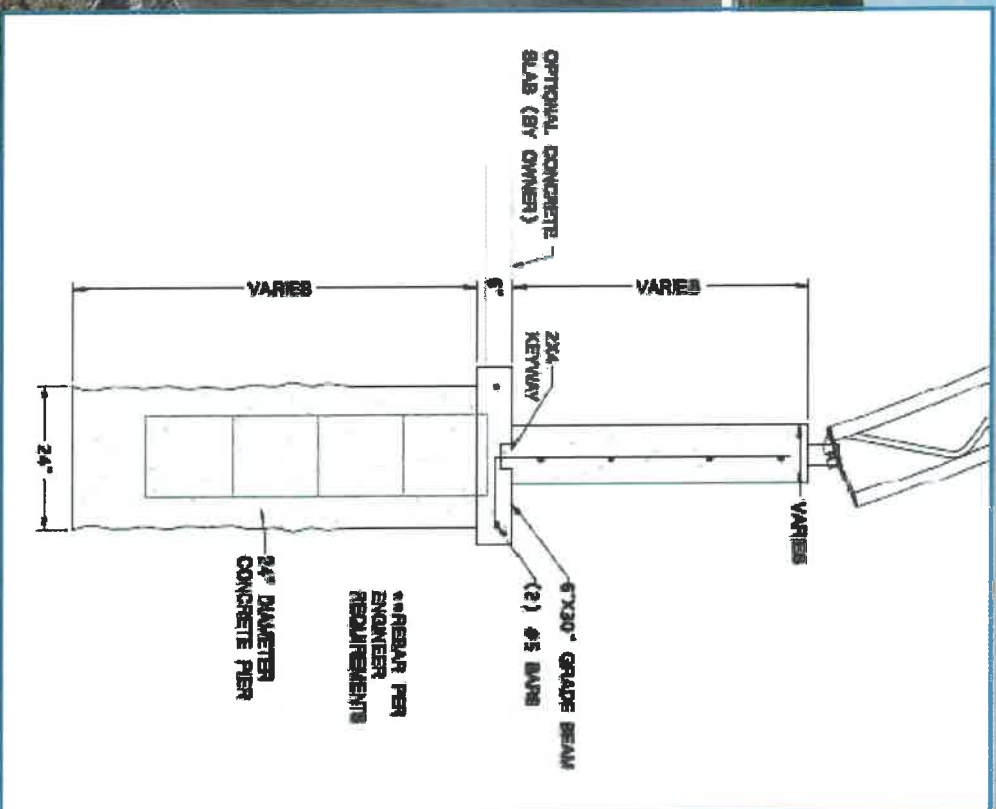 OPTIONAL CONCRETE
SLAB (BY OWNER)
VARIES
6"
VARIES
2X4
KEYWAY
VARIES
24"
6"X30" GRADE BEAM
(2) #5 BARS
**REBAR PER
ENGINEER
REQUIREMENTS
24" DIAMETER
CONCRETE PIER